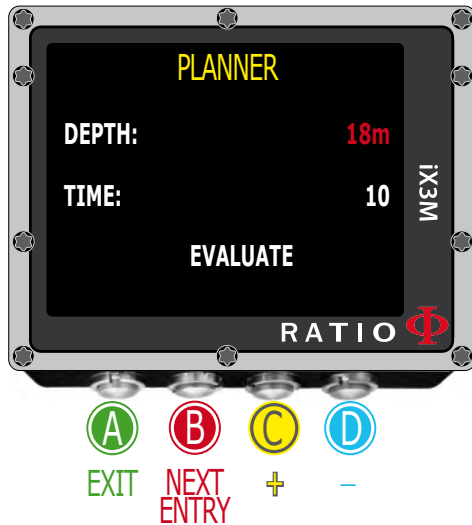 PLANNER
DEPTH: 18m
TIME: 10
EVALUATE
iX3M
RATIO
A B C D
EXIT NEXT ENTRY + −